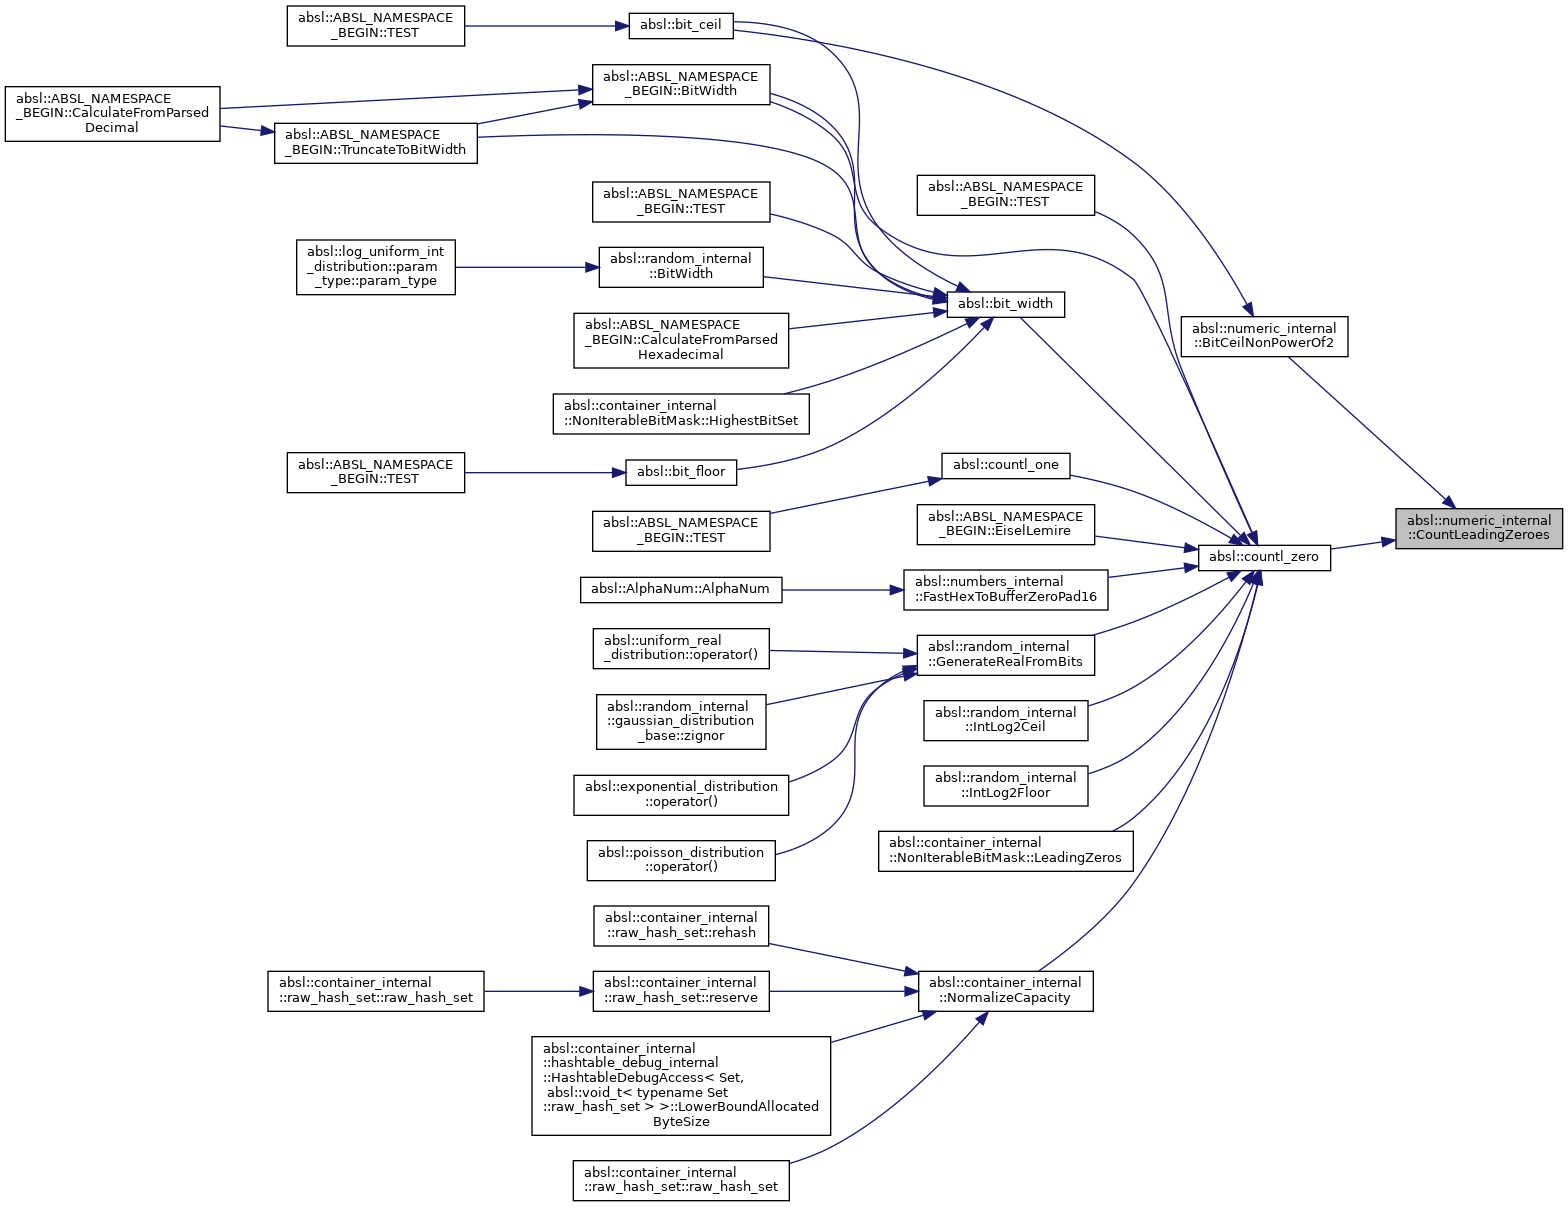 absl::ABSL_NAMESPACE
_BEGIN::TEST
absl::bit_ceil
absl::ABSL_NAMESPACE
_BEGIN::BitWidth
absl::ABSL_NAMESPACE
_BEGIN::CalculateFromParsed
Decimal
absl::ABSL_NAMESPACE
_BEGIN::TruncateToBitWidth
absl::ABSL_NAMESPACE
_BEGIN::TEST
absl::ABSL_NAMESPACE
_BEGIN::TEST
absl::log_uniform_int
_distribution::param
_type::param_type
absl::random_internal
::BitWidth
absl::bit_width
absl::numeric_internal
::BitCeilNonPowerOf2
absl::ABSL_NAMESPACE
_BEGIN::CalculateFromParsed
Hexadecimal
absl::container_internal
::NonIterableBitMask::HighestBitSet
absl::ABSL_NAMESPACE
_BEGIN::TEST
absl::bit_floor
absl::countl_one
absl::ABSL_NAMESPACE
_BEGIN::TEST
absl::ABSL_NAMESPACE
_BEGIN::EiselLemire
absl::numeric_internal
::CountLeadingZeroes
absl::countl_zero
absl::AlphaNum::AlphaNum
absl::numbers_internal
::FastHexToBufferZeroPad16
absl::uniform_real
_distribution::operator()
absl::random_internal
::GenerateRealFromBits
absl::random_internal
::gaussian_distribution
_base::zignor
absl::random_internal
::IntLog2Ceil
absl::exponential_distribution
::operator()
absl::random_internal
::IntLog2Floor
absl::poisson_distribution
::operator()
absl::container_internal
::NonIterableBitMask::LeadingZeros
absl::container_internal
::raw_hash_set::rehash
absl::container_internal
::raw_hash_set::raw_hash_set
absl::container_internal
::raw_hash_set::reserve
absl::container_internal
::NormalizeCapacity
absl::container_internal
::hashtable_debug_internal
::HashtableDebugAccess< Set,
absl::void_t< typename Set
::raw_hash_set > >::LowerBoundAllocated
ByteSize
absl::container_internal
::raw_hash_set::raw_hash_set